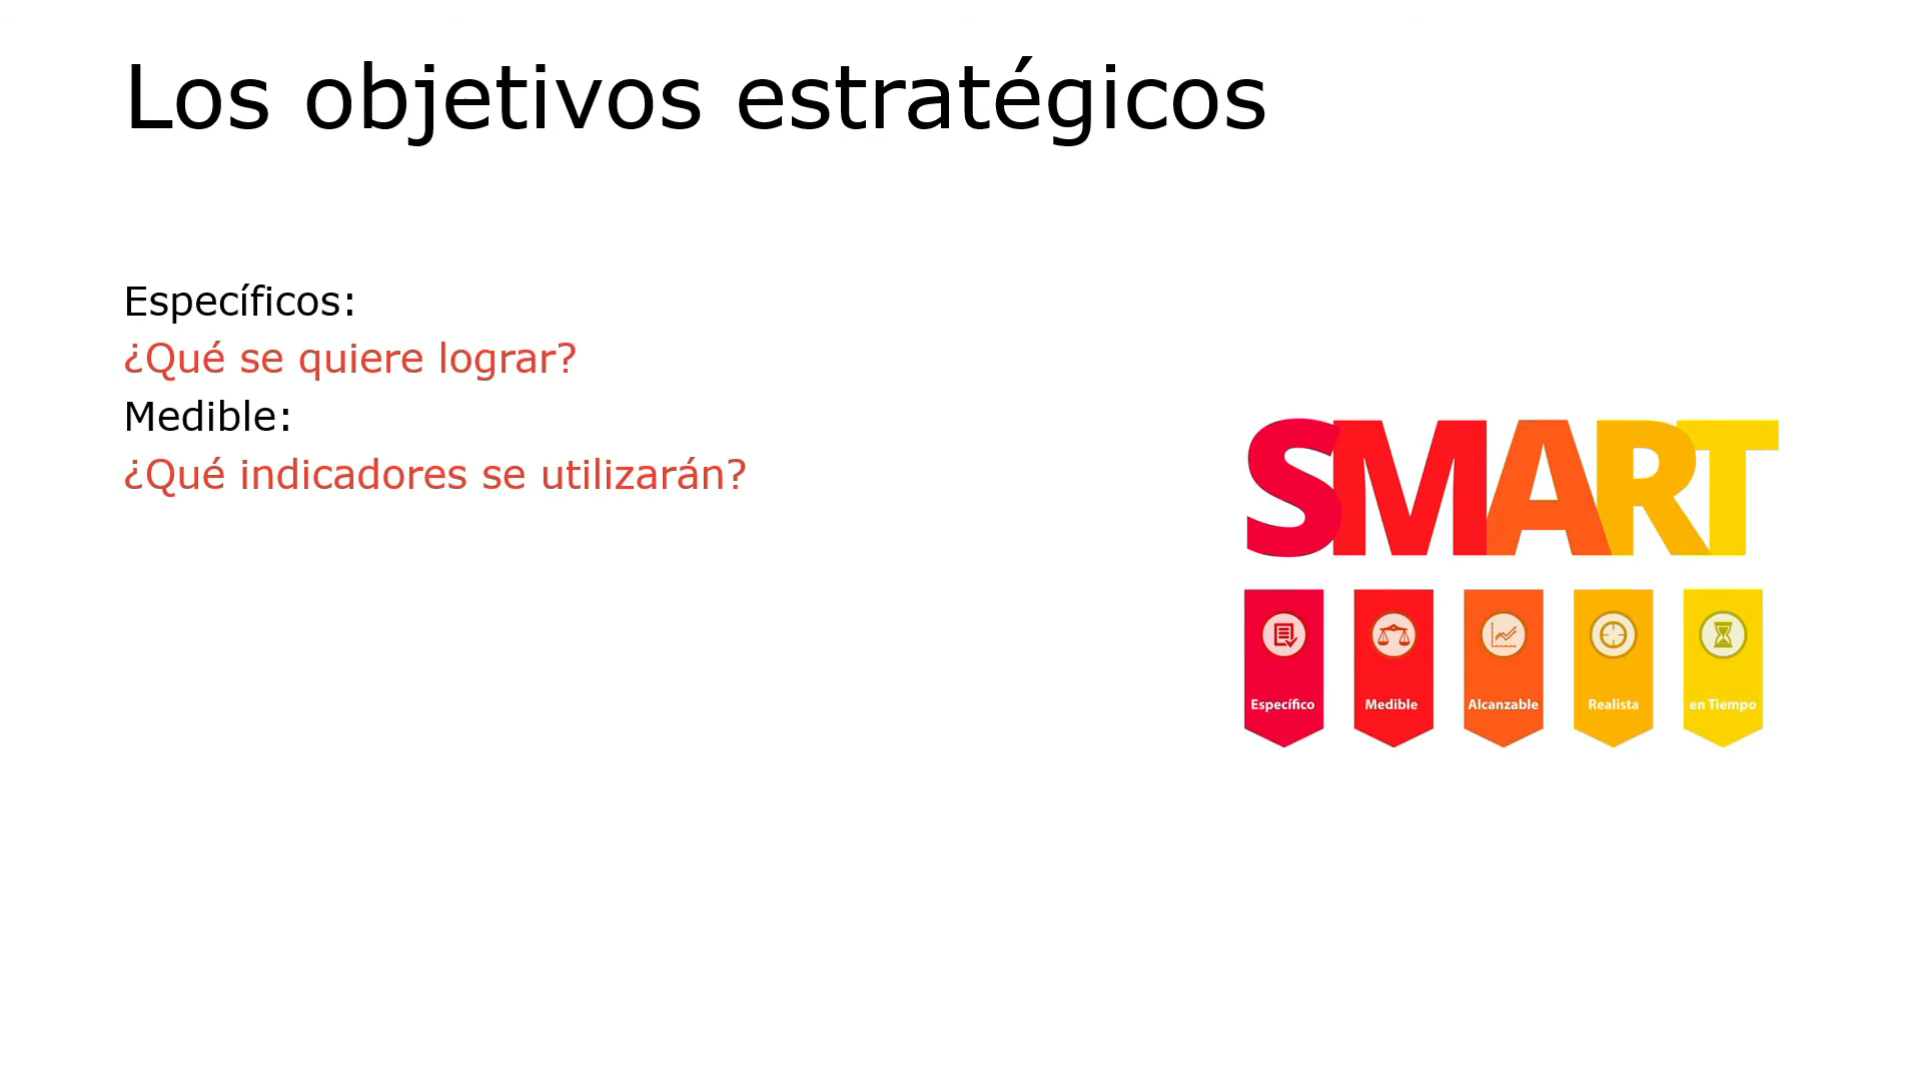 Los objetivos estratégicos
Específicos:
¿Qué se quiere lograr?
Medible:
¿Qué indicadores se utilizarán?
SMART
Específico
Medible
Alcanzable
Realista
en Tiempo